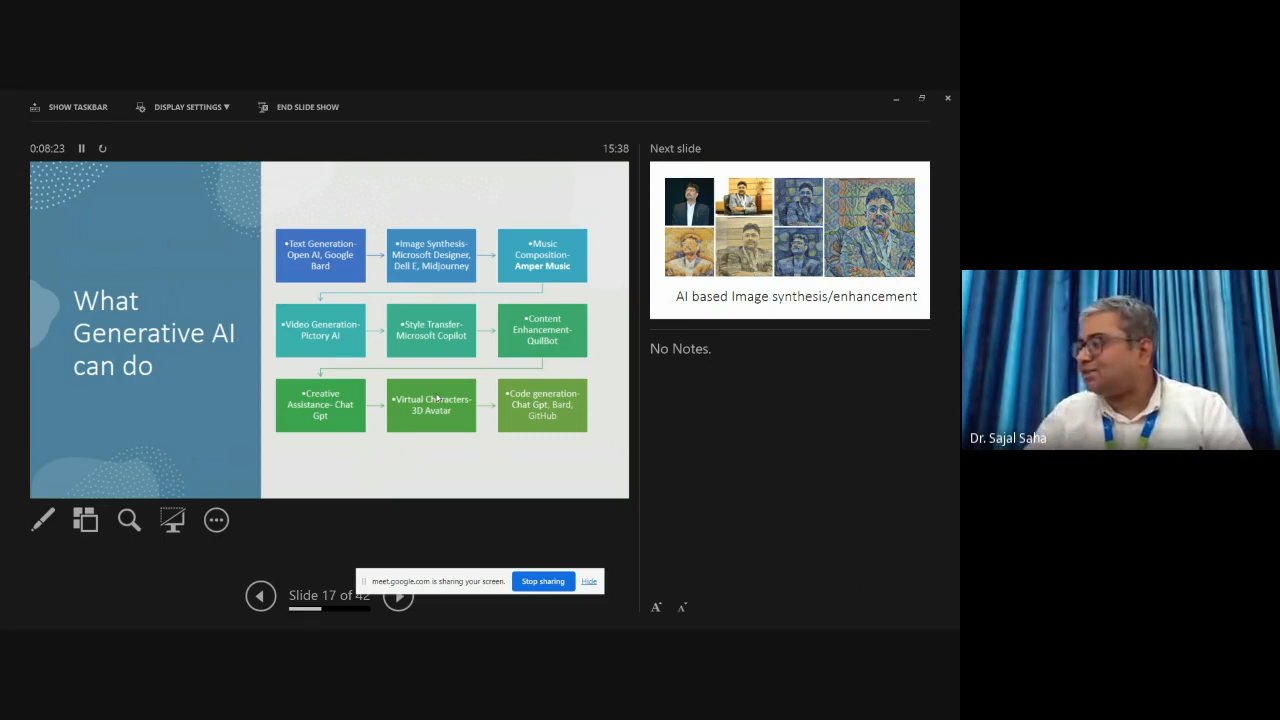 SHOW TASKBAR
DISPLAY SETTINGS ▼
END SLIDE SHOW
0:08:23
15:38
Next slide
What
Generative AI
can do
•Text Generation-
Open AI, Google
Bard
•Image Synthesis-
Microsoft Designer,
Dell E, Midjourney
•Music
Composition-
Amper Music
•Video Generation-
Pictory AI
•Style Transfer-
Microsoft Copilot
•Content
Enhancement-
QuilBot
•Creative
Assistance- Chat
Gpt
•Virtual Characters-
3D Avatar
•Code generation-
Chat Gpt, Bard,
GitHub
AI based Image synthesis/enhancement
No Notes.
meet.google.com is sharing your screen.
Stop sharing
Hide
Slide 17 of 42
A
A
Dr. Sajal Saha